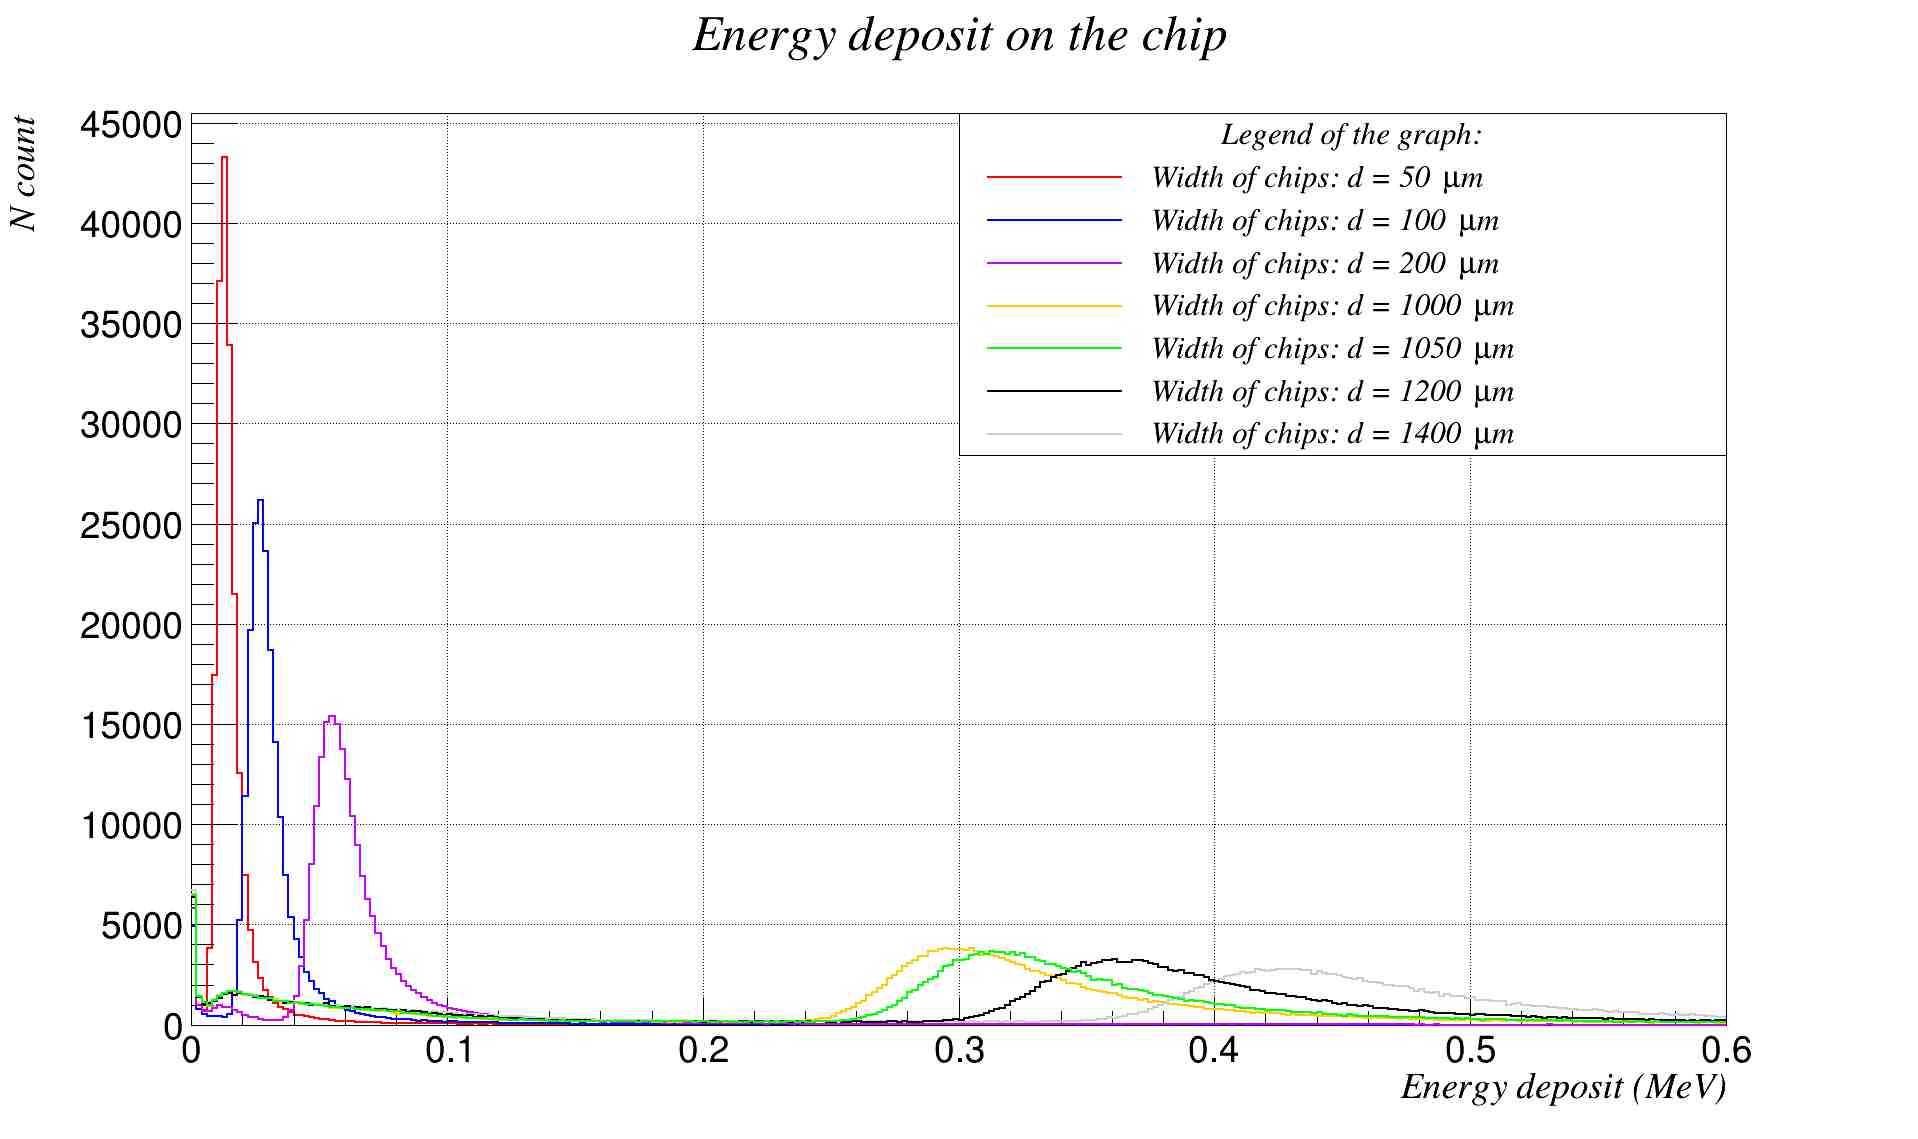 Energy deposit on the chip
N count
45000
40000
35000
30000
25000
20000
15000
10000
5000
0
Legend of the graph:
Width of chips: d = 50 μm
Width of chips: d = 100 μm
Width of chips: d = 200 μm
Width of chips: d = 1000 μm
Width of chips: d = 1050 μm
Width of chips: d = 1200 μm
Width of chips: d = 1400 μm
0 0.1 0.2 0.3 0.4 0.5 0.6
Energy deposit (MeV)